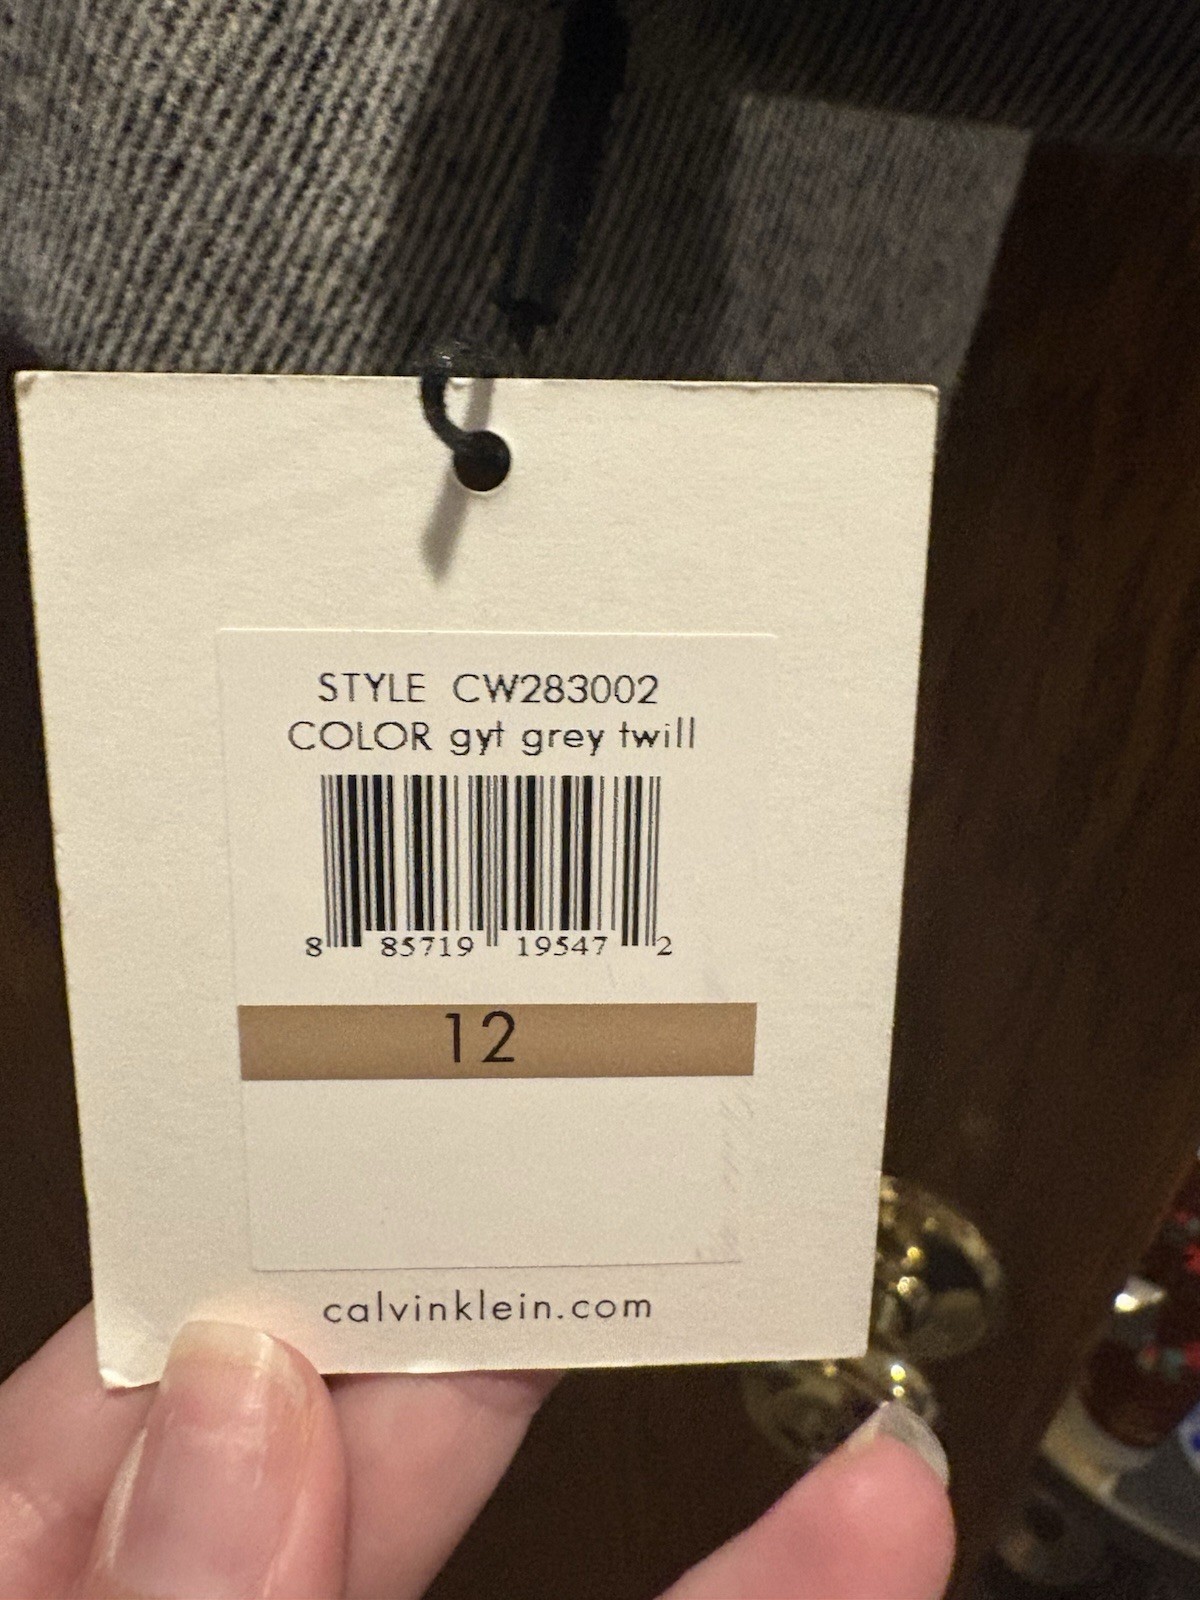 STYLE CW283002
COLOR gyt grey twill
8 85719 19547 2
12
calvinklein.com